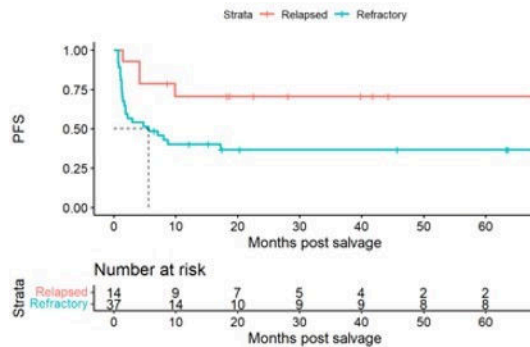 Strata Relapsed Refractory
1.00
0.75
0.50
0.25
0.00
PFS
0 10 20 30 40 50 60
Months post salvage
Number at risk
Strata
Relapsed 14 9 7 5 4 2 2
Refractory 37 14 10 9 9 8 8
0 10 20 30 40 50 60
Months post salvage